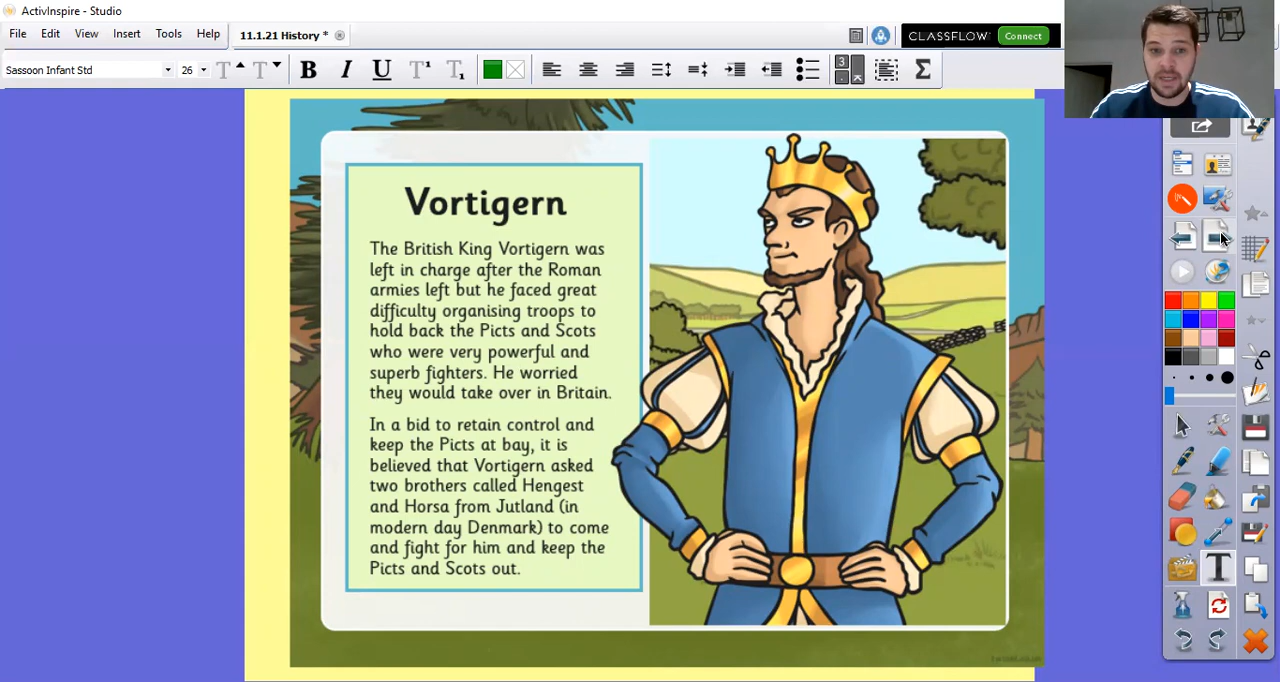 ActivInspire - Studio
File Edit View Insert Tools Help
11.1.21 History *
CLASSFLOW Connect
Sassoon Infant Std 26
Vortigern
The British King Vortigern was
left in charge after the Roman
armies left but he faced great
difficulty organising troops to
hold back the Picts and Scots
who were very powerful and
superb fighters. He worried
they would take over in Britain.
In a bid to retain control and
keep the Picts at bay, it is
believed that Vortigern asked
two brothers called Hengest
and Horsa from Jutland (in
modern day Denmark) to come
and fight for him and keep the
Picts and Scots out.